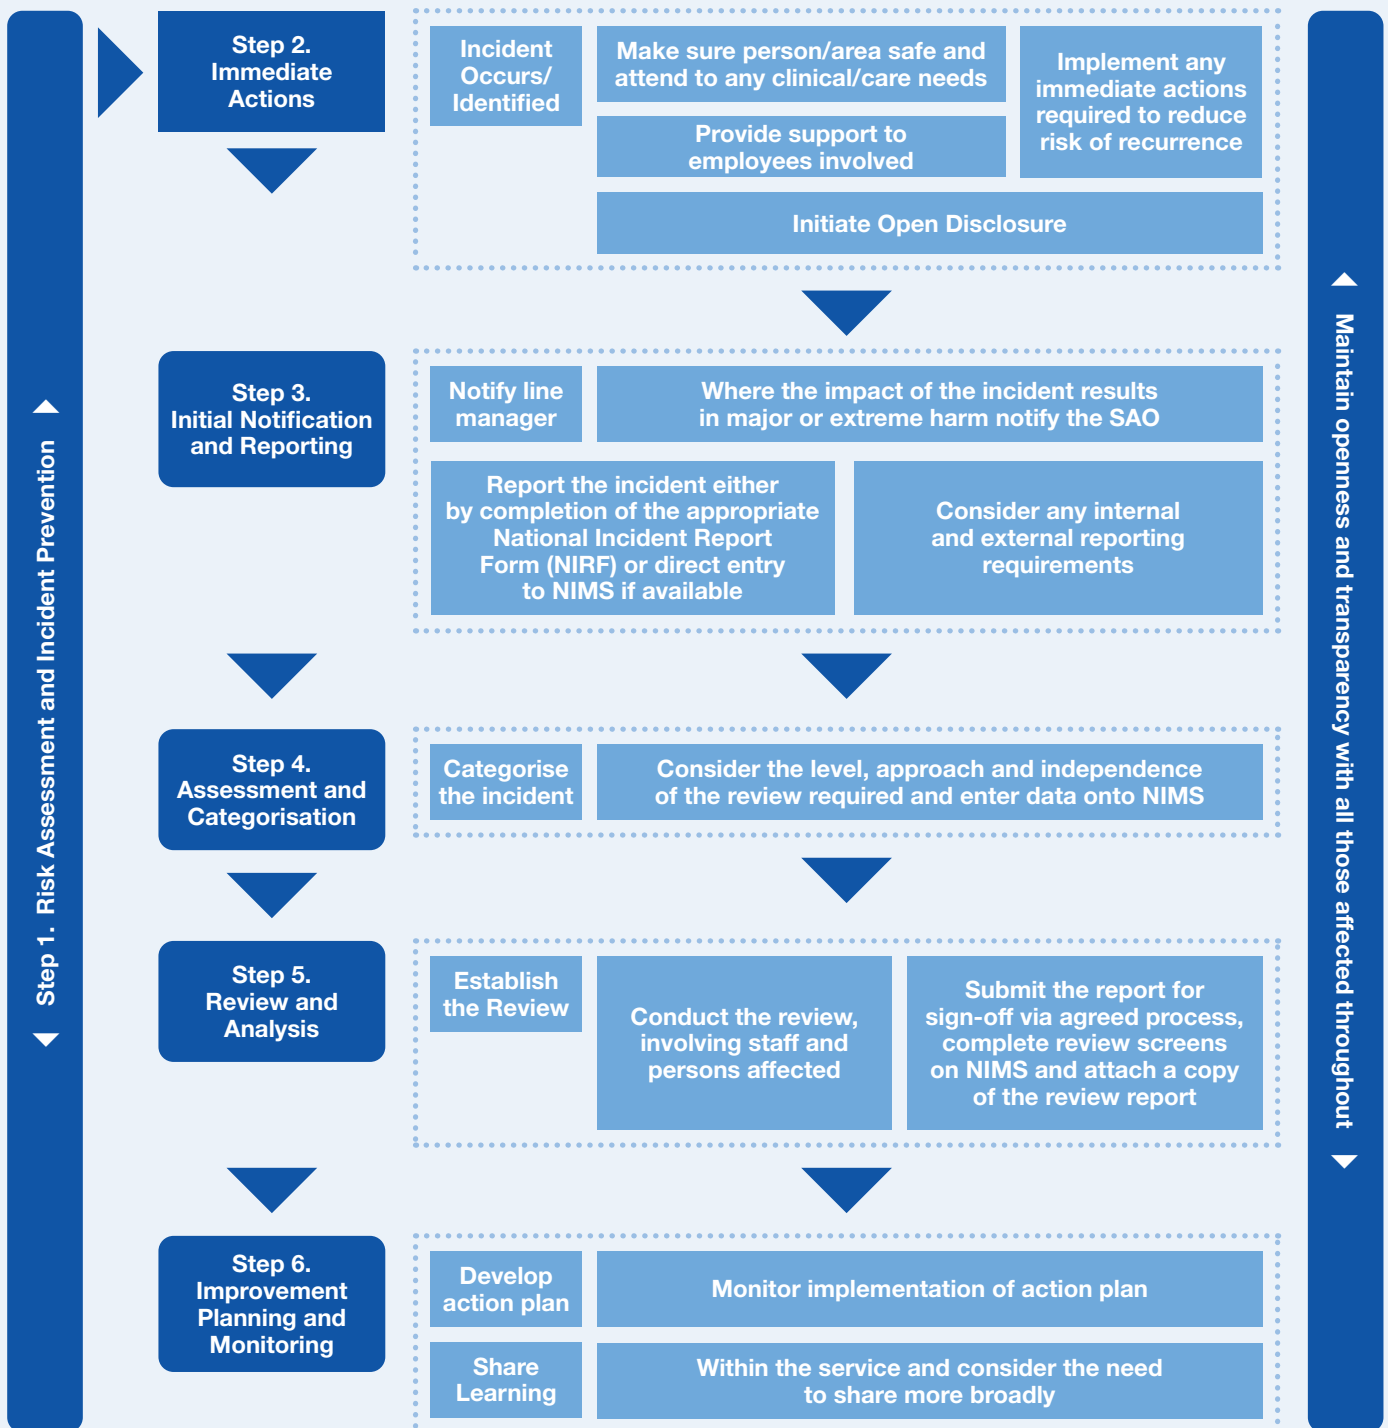 Step 1. Risk Assessment and Incident Prevention
Step 2.
Immediate
Actions
Incident
Occurs/
Identified
Make sure person/area safe and
attend to any clinical/care needs
Provide support to
employees involved
Implement any
immediate actions
required to reduce
risk of recurrence
Initiate Open Disclosure
Step 3.
Initial Notification
and Reporting
Notify line
manager
Where the impact of the incident results
in major or extreme harm notify the SAO
Report the incident either
by completion of the appropriate
National Incident Report
Form (NIRF) or direct entry
to NIMS if available
Consider any internal
and external reporting
requirements
Step 4.
Assessment and
Categorisation
Categorise
the incident
Consider the level, approach and independence
of the review required and enter data onto NIMS
Step 5.
Review and
Analysis
Establish
the Review
Conduct the review,
involving staff and
persons affected
Submit the report for
sign-off via agreed process,
complete review screens
on NIMS and attach a copy
of the review report
Step 6.
Improvement
Planning and
Monitoring
Develop
action plan
Monitor implementation of action plan
Share
Learning
Within the service and consider the need
to share more broadly
Maintain openness and transparency with all those affected throughout